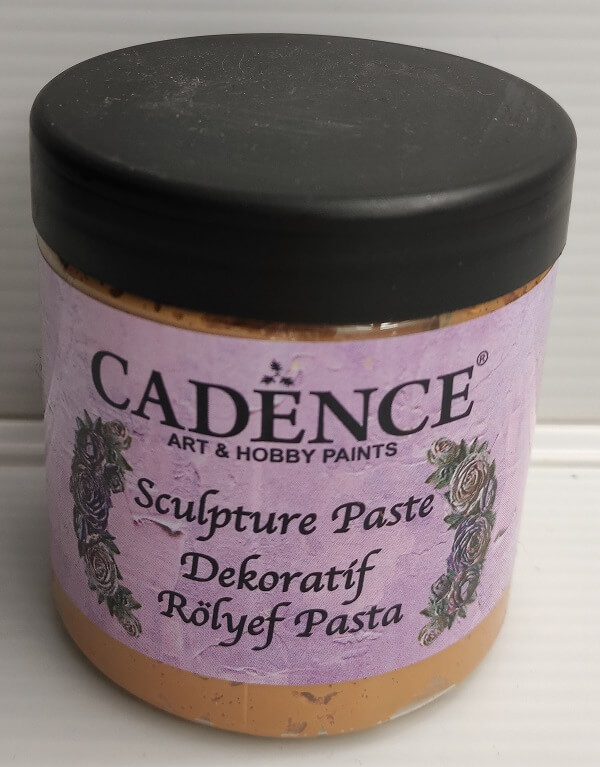 CADENCE®
ART & HOBBY PAINTS
Sculpture Paste
Dekoratif
Rölyef Pasta